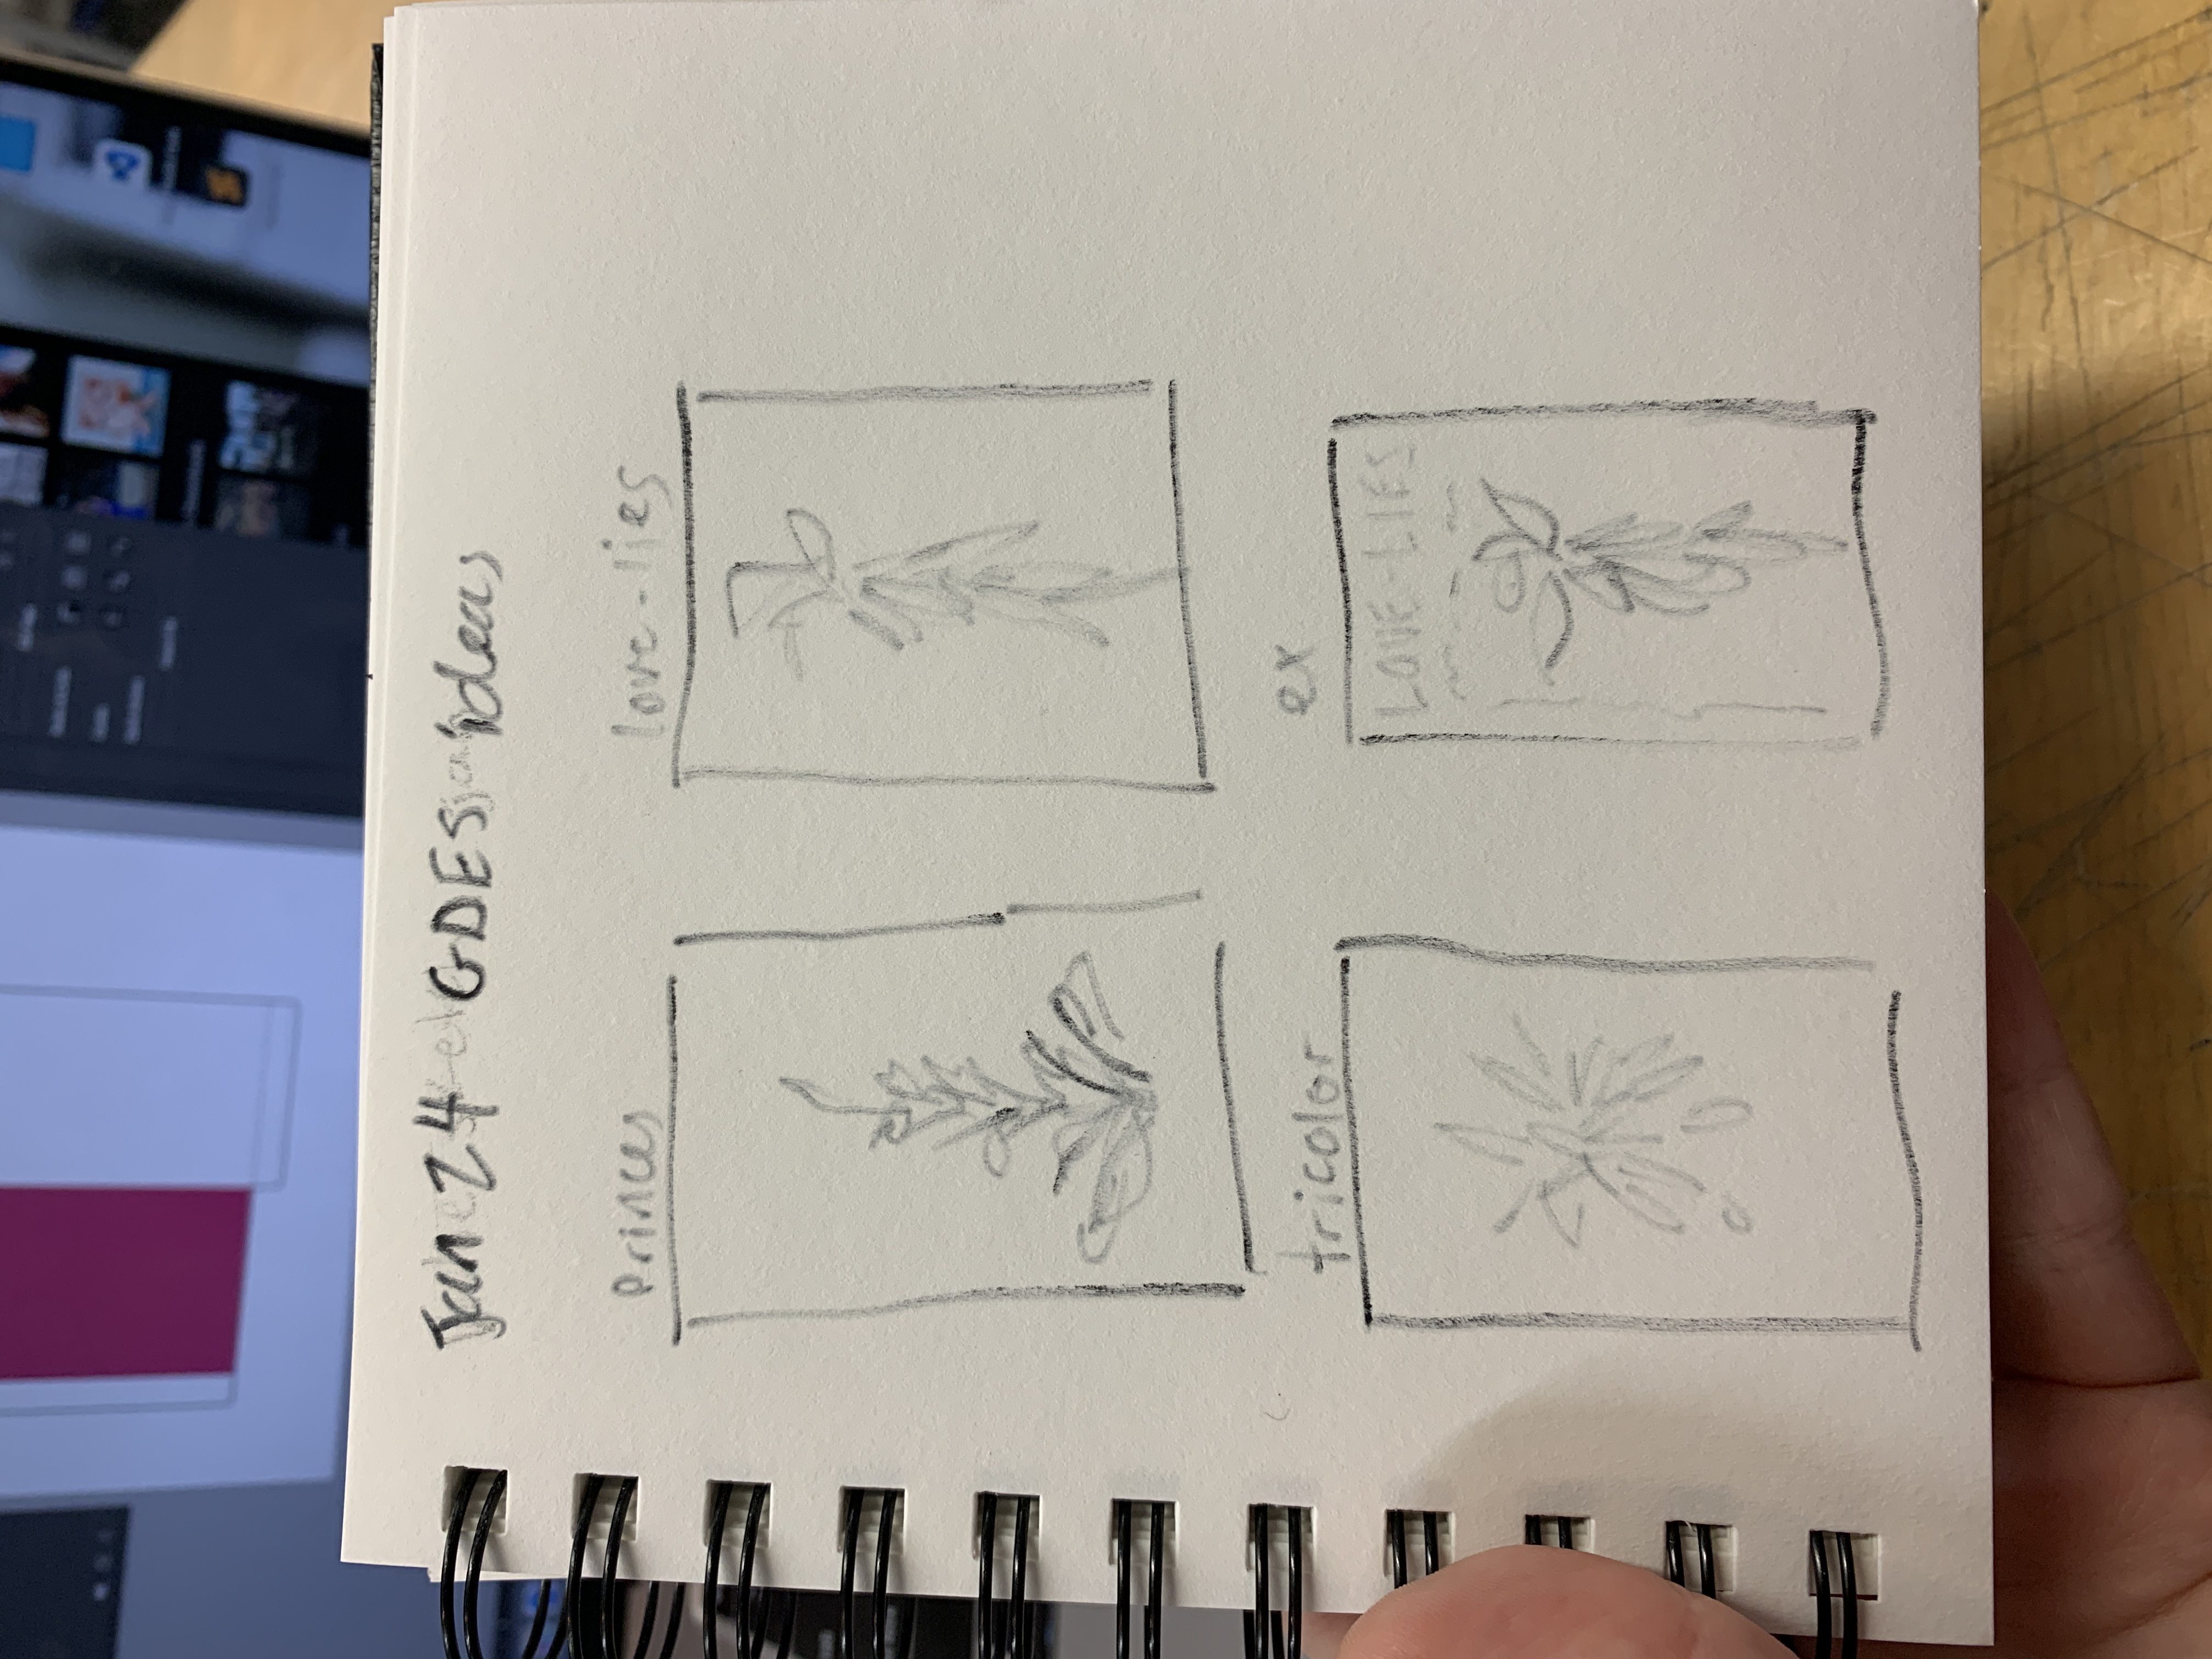 Jan 24 GDES ideas
Princes
love-lies
tricolor
ex
LOVE-LIES